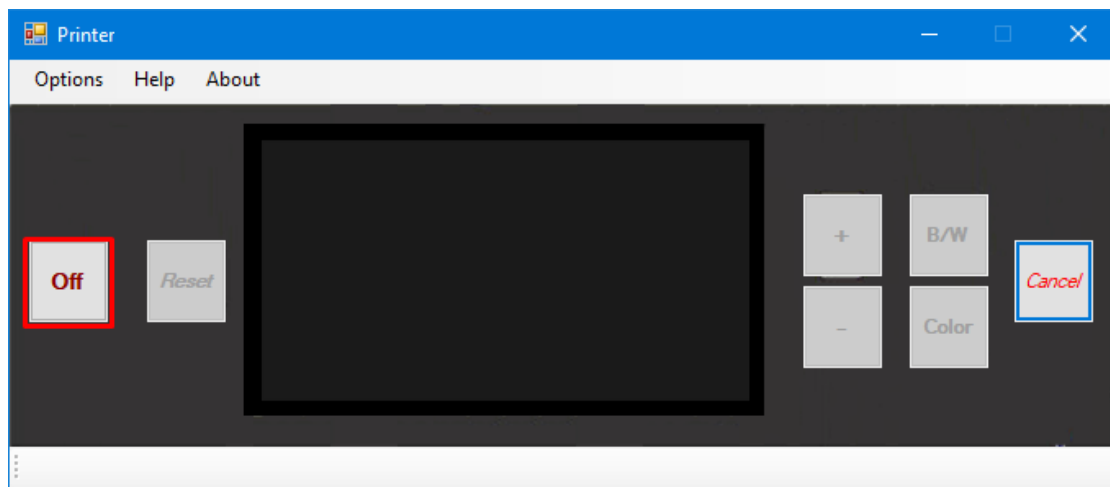 Printer
Options Help About
Off
Reset
+
B/W
-
Color
Cancel